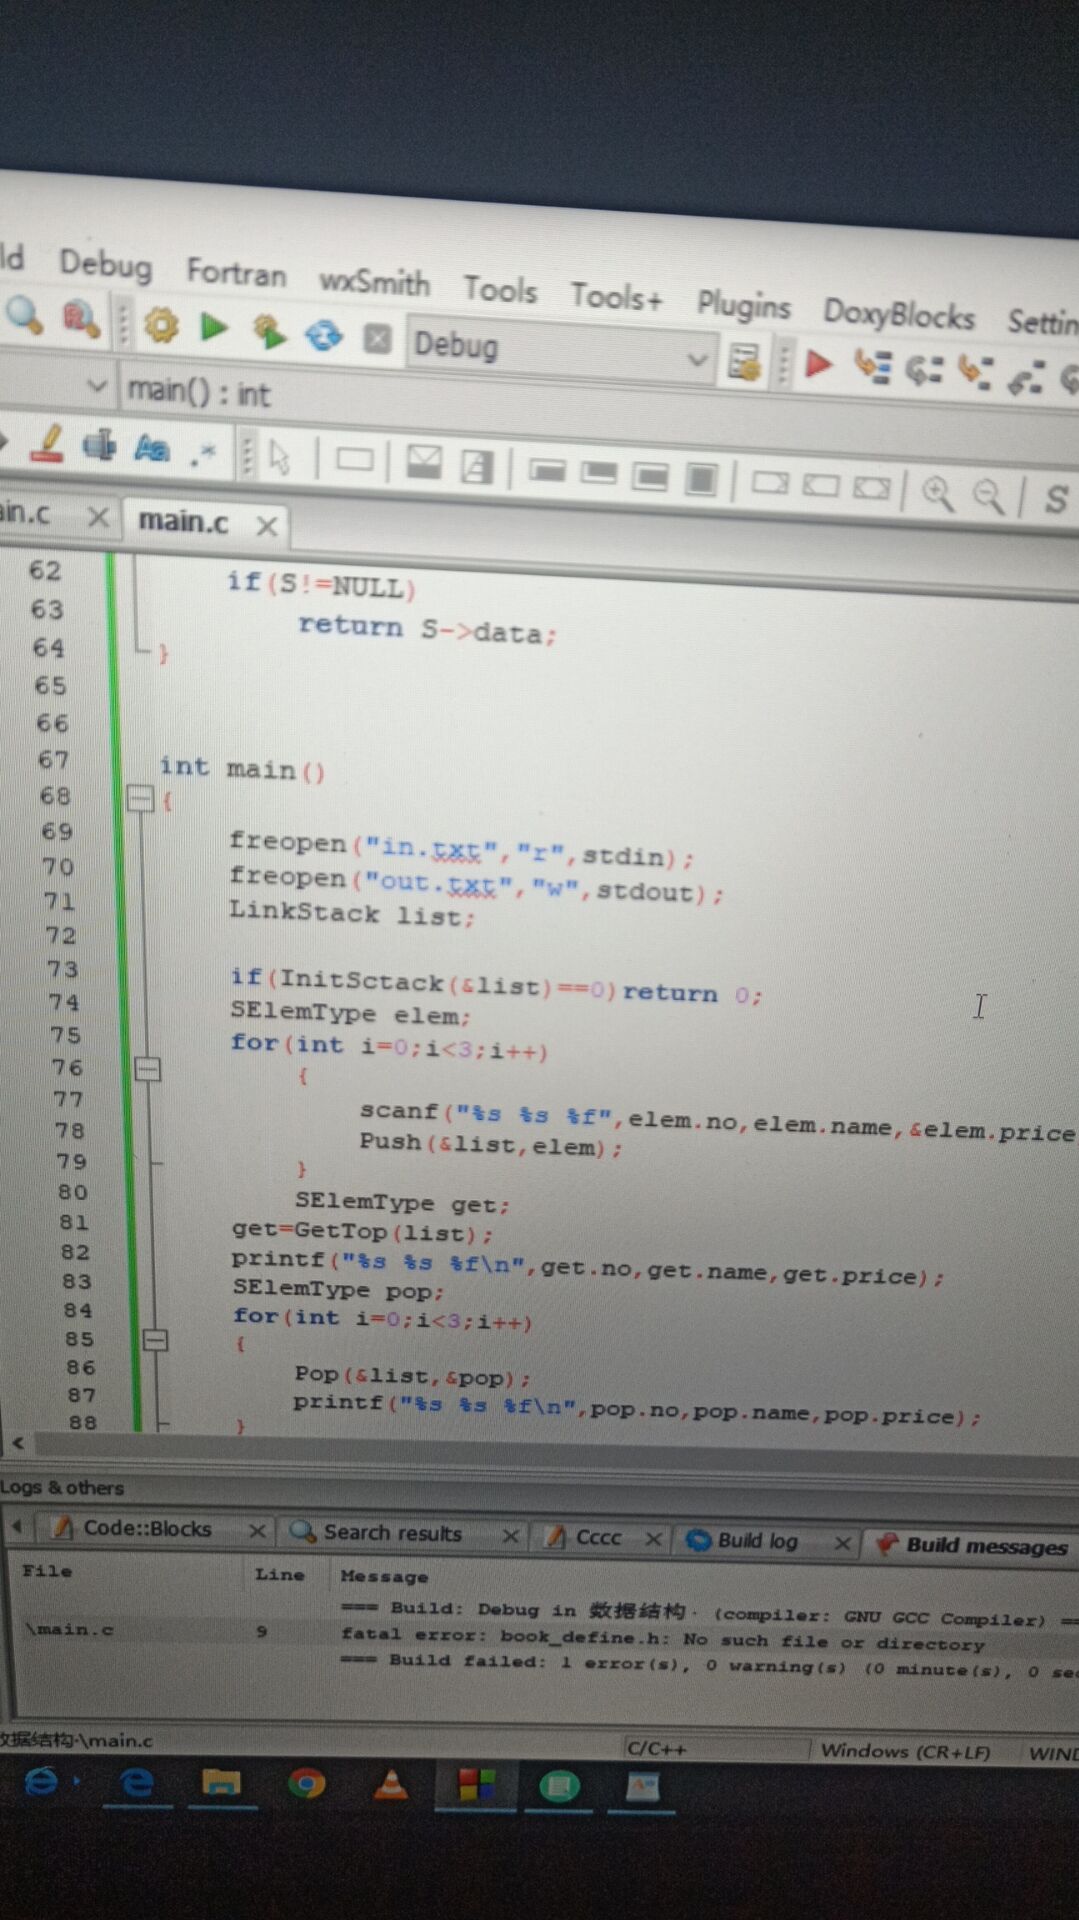 ld Debug Fortran wxSmith Tools Tools+ Plugins DoxyBlocks Settin
Debug
main() : int
Aa .* S
ain.c main.c
62 if(S!=NULL)
63 return S->data;
64 }
65
66
67 int main()
68 {
69 freopen("in.txt","r",stdin);
70 freopen("out.txt","w",stdout);
71 LinkStack list;
72
73 if(InitSctack(&list)==0)return 0;
74 SElemType elem;
75 for(int i=0;i<3;i++)
76 {
77 scanf("%s %s %f",elem.no,elem.name,&elem.price
78 Push(&list,elem);
79 }
80 SElemType get;
81 get=GetTop(list);
82 printf("%s %s %f\n",get.no,get.name,get.price);
83 SElemType pop;
84 for(int i=0;i<3;i++)
85 {
86 Pop(&list,&pop);
87 printf("%s %s %f\n",pop.no,pop.name,pop.price);
88 }
Logs & others
Code::Blocks Search results Cccc Build log Build messages
File Line Message
=== Build: Debug in 数据结构· (compiler: GNU GCC Compiler) ==
\main.c 9 fatal error: book_define.h: No such file or directory
=== Build failed: 1 error(s), 0 warning(s) (0 minute(s), 0 sec
数据结构·\main.c C/C++ Windows (CR+LF) WIND